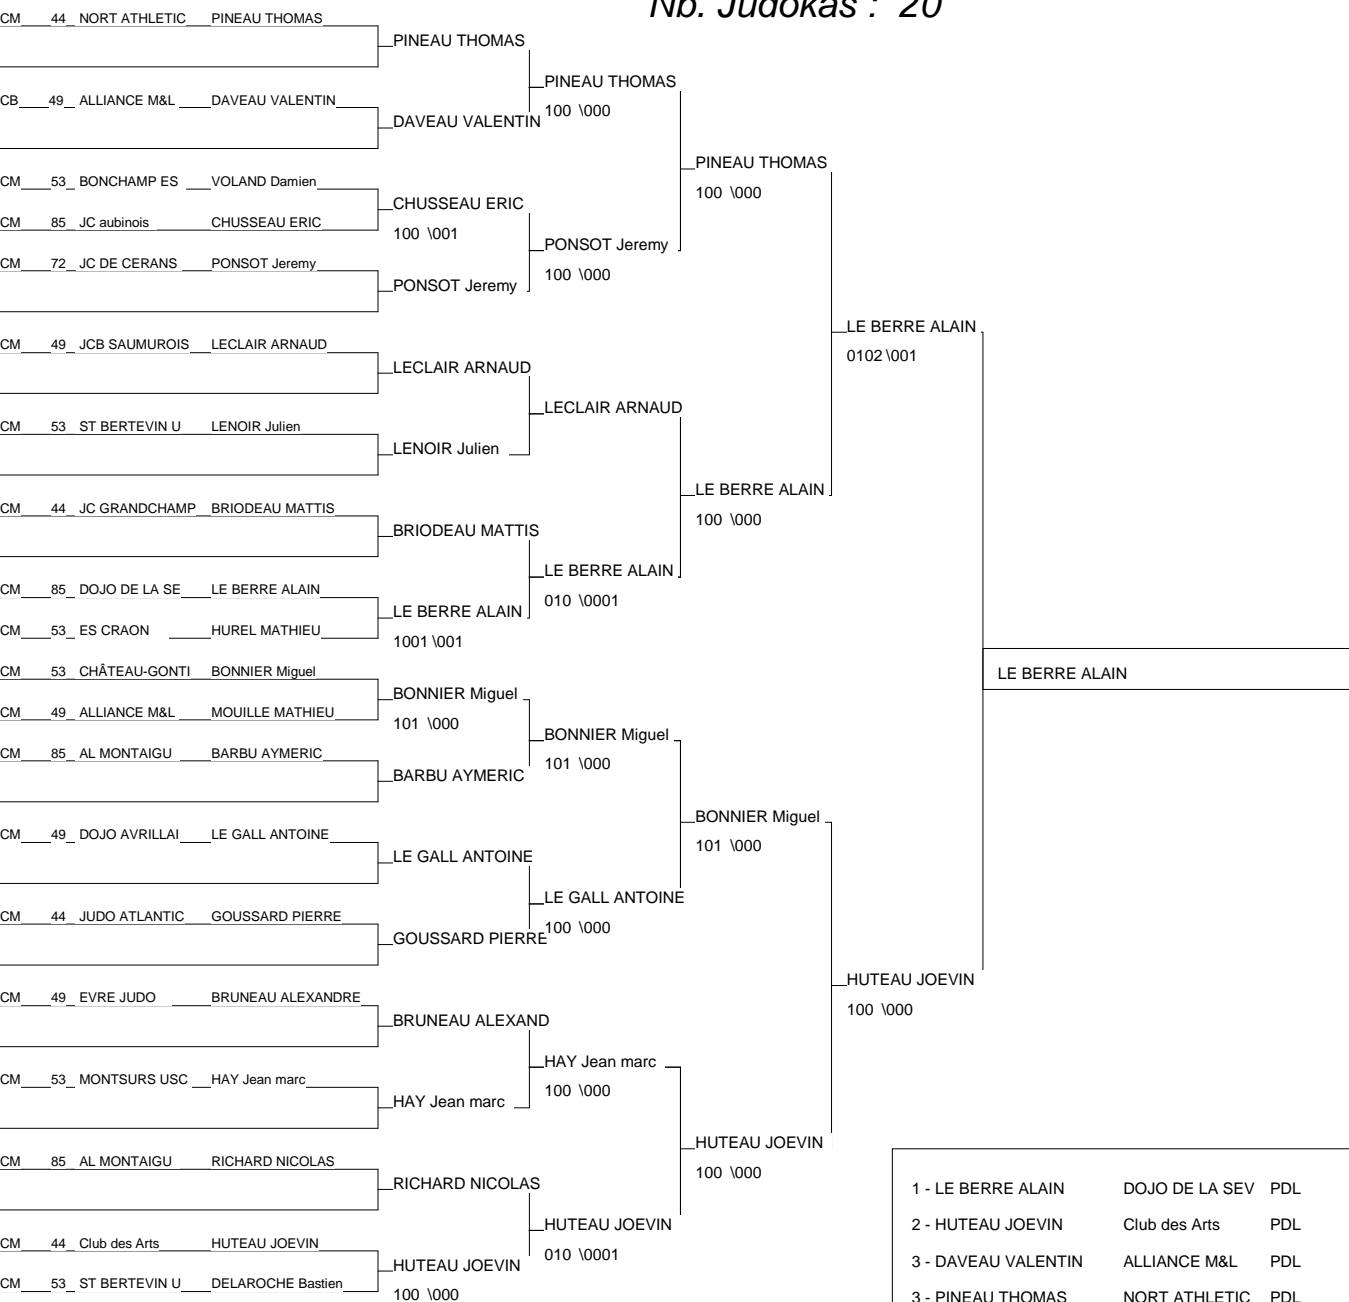 Nb. Judokas : 20
CM 44 NORT ATHLETIC PINEAU THOMAS
PINEAU THOMAS
PINEAU THOMAS
100 \000
CB 49 ALLIANCE M&L DAVEAU VALENTIN
DAVEAU VALENTIN
PINEAU THOMAS
100 \000
CM 53 BONCHAMP ES VOLAND Damien
CHUSSEAU ERIC
100 \001
CM 85 JC aubinois CHUSSEAU ERIC
PONSOT Jeremy
100 \000
CM 72 JC DE CERANS PONSOT Jeremy
PONSOT Jeremy
LE BERRE ALAIN
0102 \001
CM 49 JCB SAUMUROIS LECLAIR ARNAUD
LECLAIR ARNAUD
LECLAIR ARNAUD
CM 53 ST BERTEVIN U LENOIR Julien
LENOIR Julien
LE BERRE ALAIN
100 \000
CM 44 JC GRANDCHAMP BRIODEAU MATTIS
BRIODEAU MATTIS
LE BERRE ALAIN
010 \0001
CM 85 DOJO DE LA SE LE BERRE ALAIN
LE BERRE ALAIN
1001 \001
CM 53 ES CRAON HUREL MATHIEU
LE BERRE ALAIN
CM 53 CHÂTEAU-GONTI BONNIER Miguel
BONNIER Miguel
101 \000
CM 49 ALLIANCE M&L MOUILLE MATHIEU
BONNIER Miguel
101 \000
CM 85 AL MONTAIGU BARBU AYMERIC
BARBU AYMERIC
BONNIER Miguel
101 \000
CM 49 DOJO AVRILLAI LE GALL ANTOINE
LE GALL ANTOINE
LE GALL ANTOINE
100 \000
CM 44 JUDO ATLANTIC GOUSSARD PIERRE
GOUSSARD PIERRE
HUTEAU JOEVIN
100 \000
CM 49 EVRE JUDO BRUNEAU ALEXANDRE
BRUNEAU ALEXAND
HAY Jean marc
100 \000
CM 53 MONTSURS USC HAY Jean marc
HAY Jean marc
HUTEAU JOEVIN
100 \000
CM 85 AL MONTAIGU RICHARD NICOLAS
RICHARD NICOLAS
HUTEAU JOEVIN
010 \0001
CM 44 Club des Arts HUTEAU JOEVIN
HUTEAU JOEVIN
100 \000
CM 53 ST BERTEVIN U DELAROCHE Bastien
1 - LE BERRE ALAIN DOJO DE LA SEV PDL
2 - HUTEAU JOEVIN Club des Arts PDL
3 - DAVEAU VALENTIN ALLIANCE M&L PDL
3 - PINEAU THOMAS NORT ATHLETIC PDL